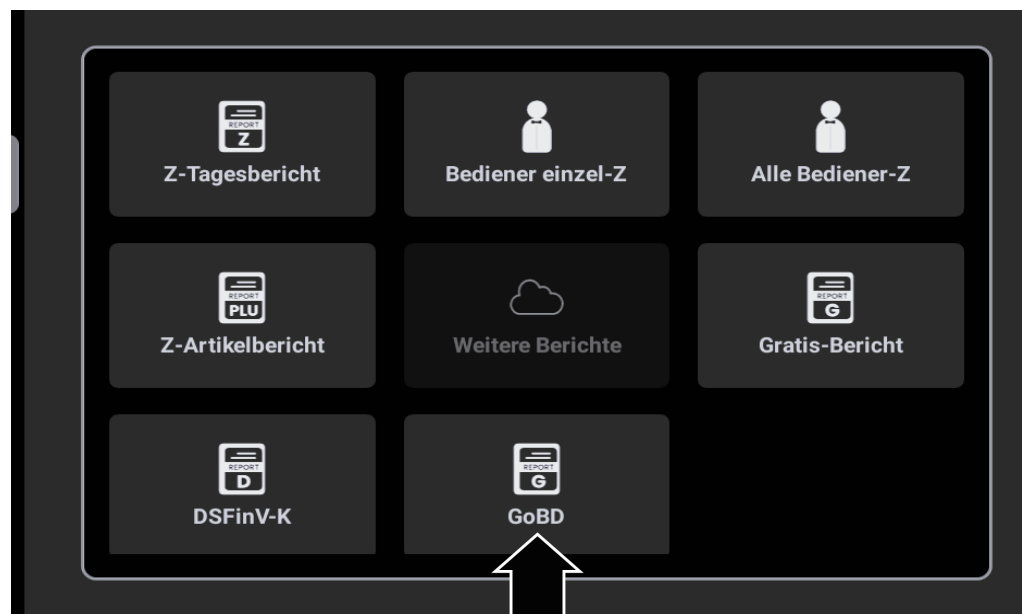 REPORT
Z
Z-Tagesbericht
Bediener einzel-Z
Alle Bediener-Z
REPORT
PLU
Z-Artikelbericht
Weitere Berichte
REPORT
G
Gratis-Bericht
REPORT
D
DSFinV-K
REPORT
G
GoBD